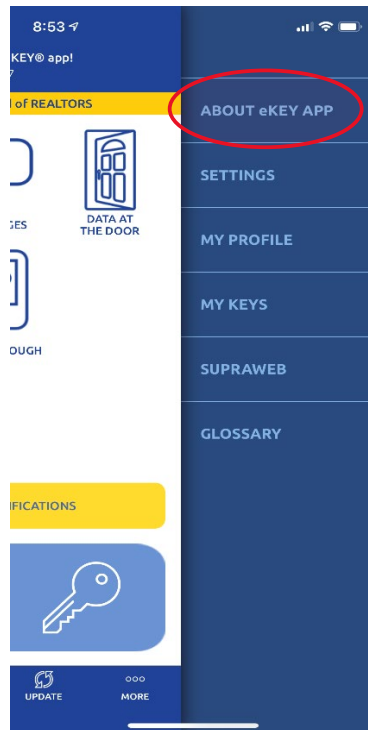 8:53
KEY® app!
7
l of REALTORS
GES
DATA AT
THE DOOR
OUGH
IFICATIONS
UPDATE
MORE
ABOUT eKEY APP
SETTINGS
MY PROFILE
MY KEYS
SUPRAWEB
GLOSSARY